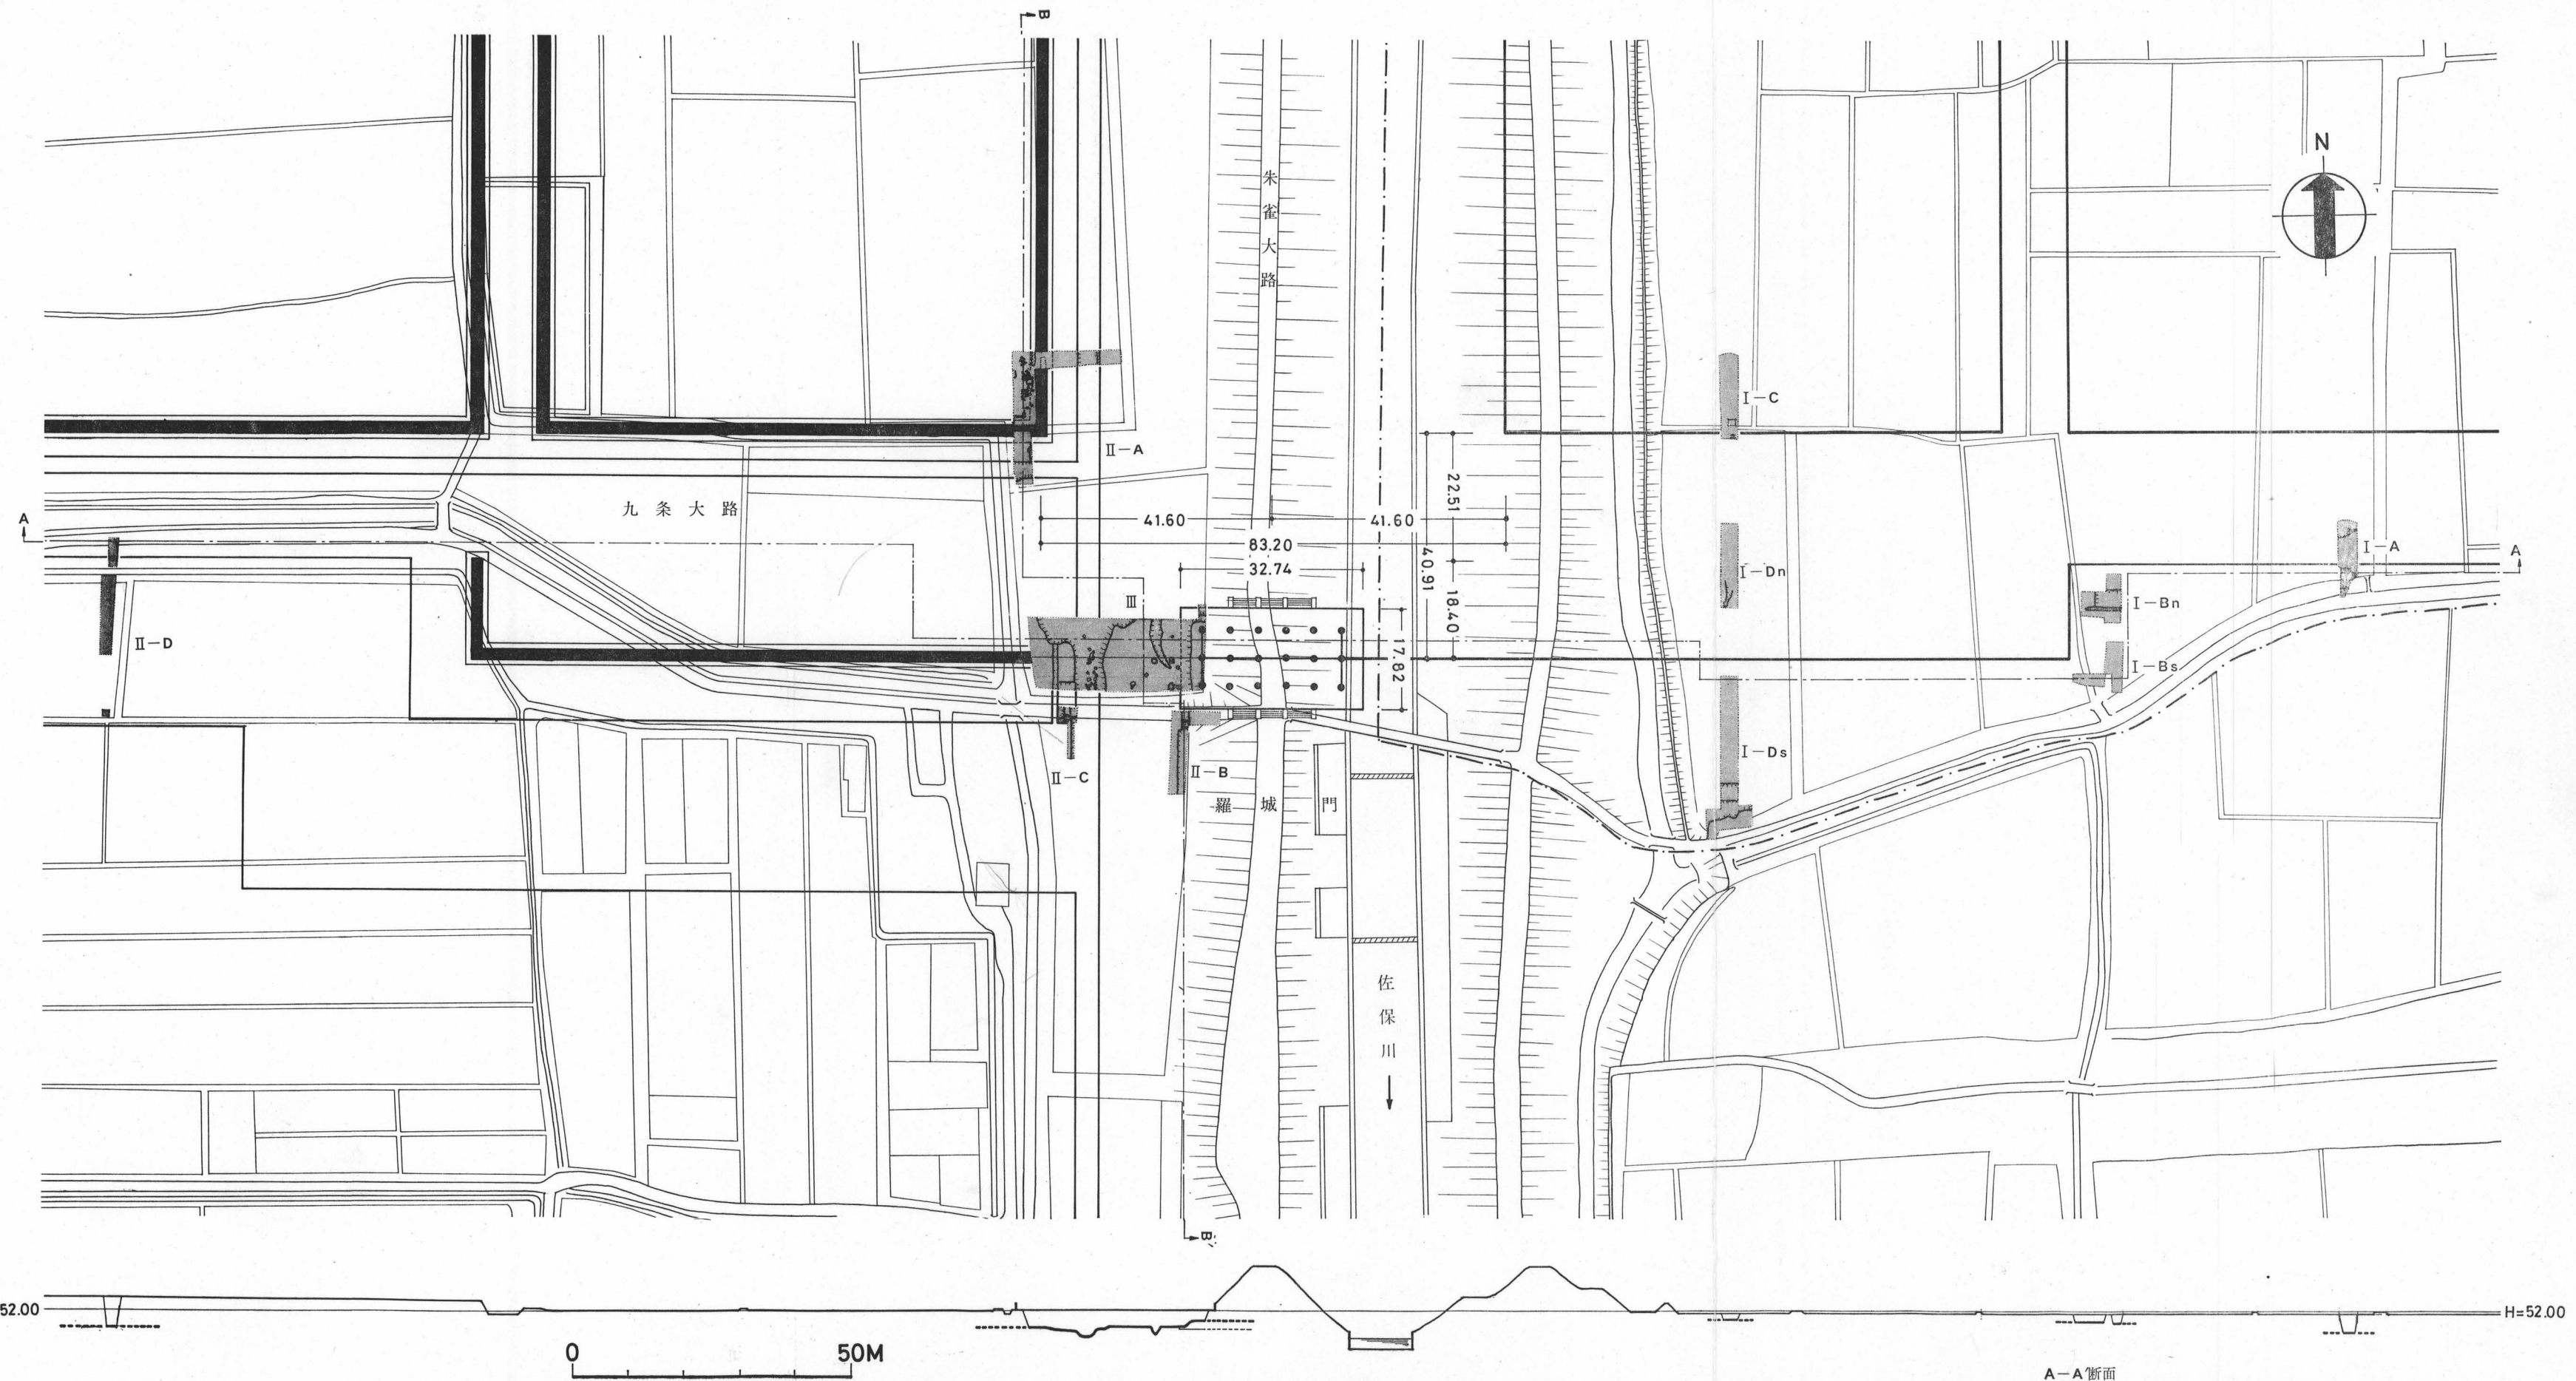 B
N
朱雀大路
I-C
II-A
22.51
九条大路
A
41.60
41.60
83.20
40.91
32.74
I-Dn
I-A
A
III
18.40
I-Bn
II-D
17.82
I-Bs
II-C
II-B
I-Ds
羅城門
佐保川
B'
52.00
H=52.00
0
50M
A-A'断面